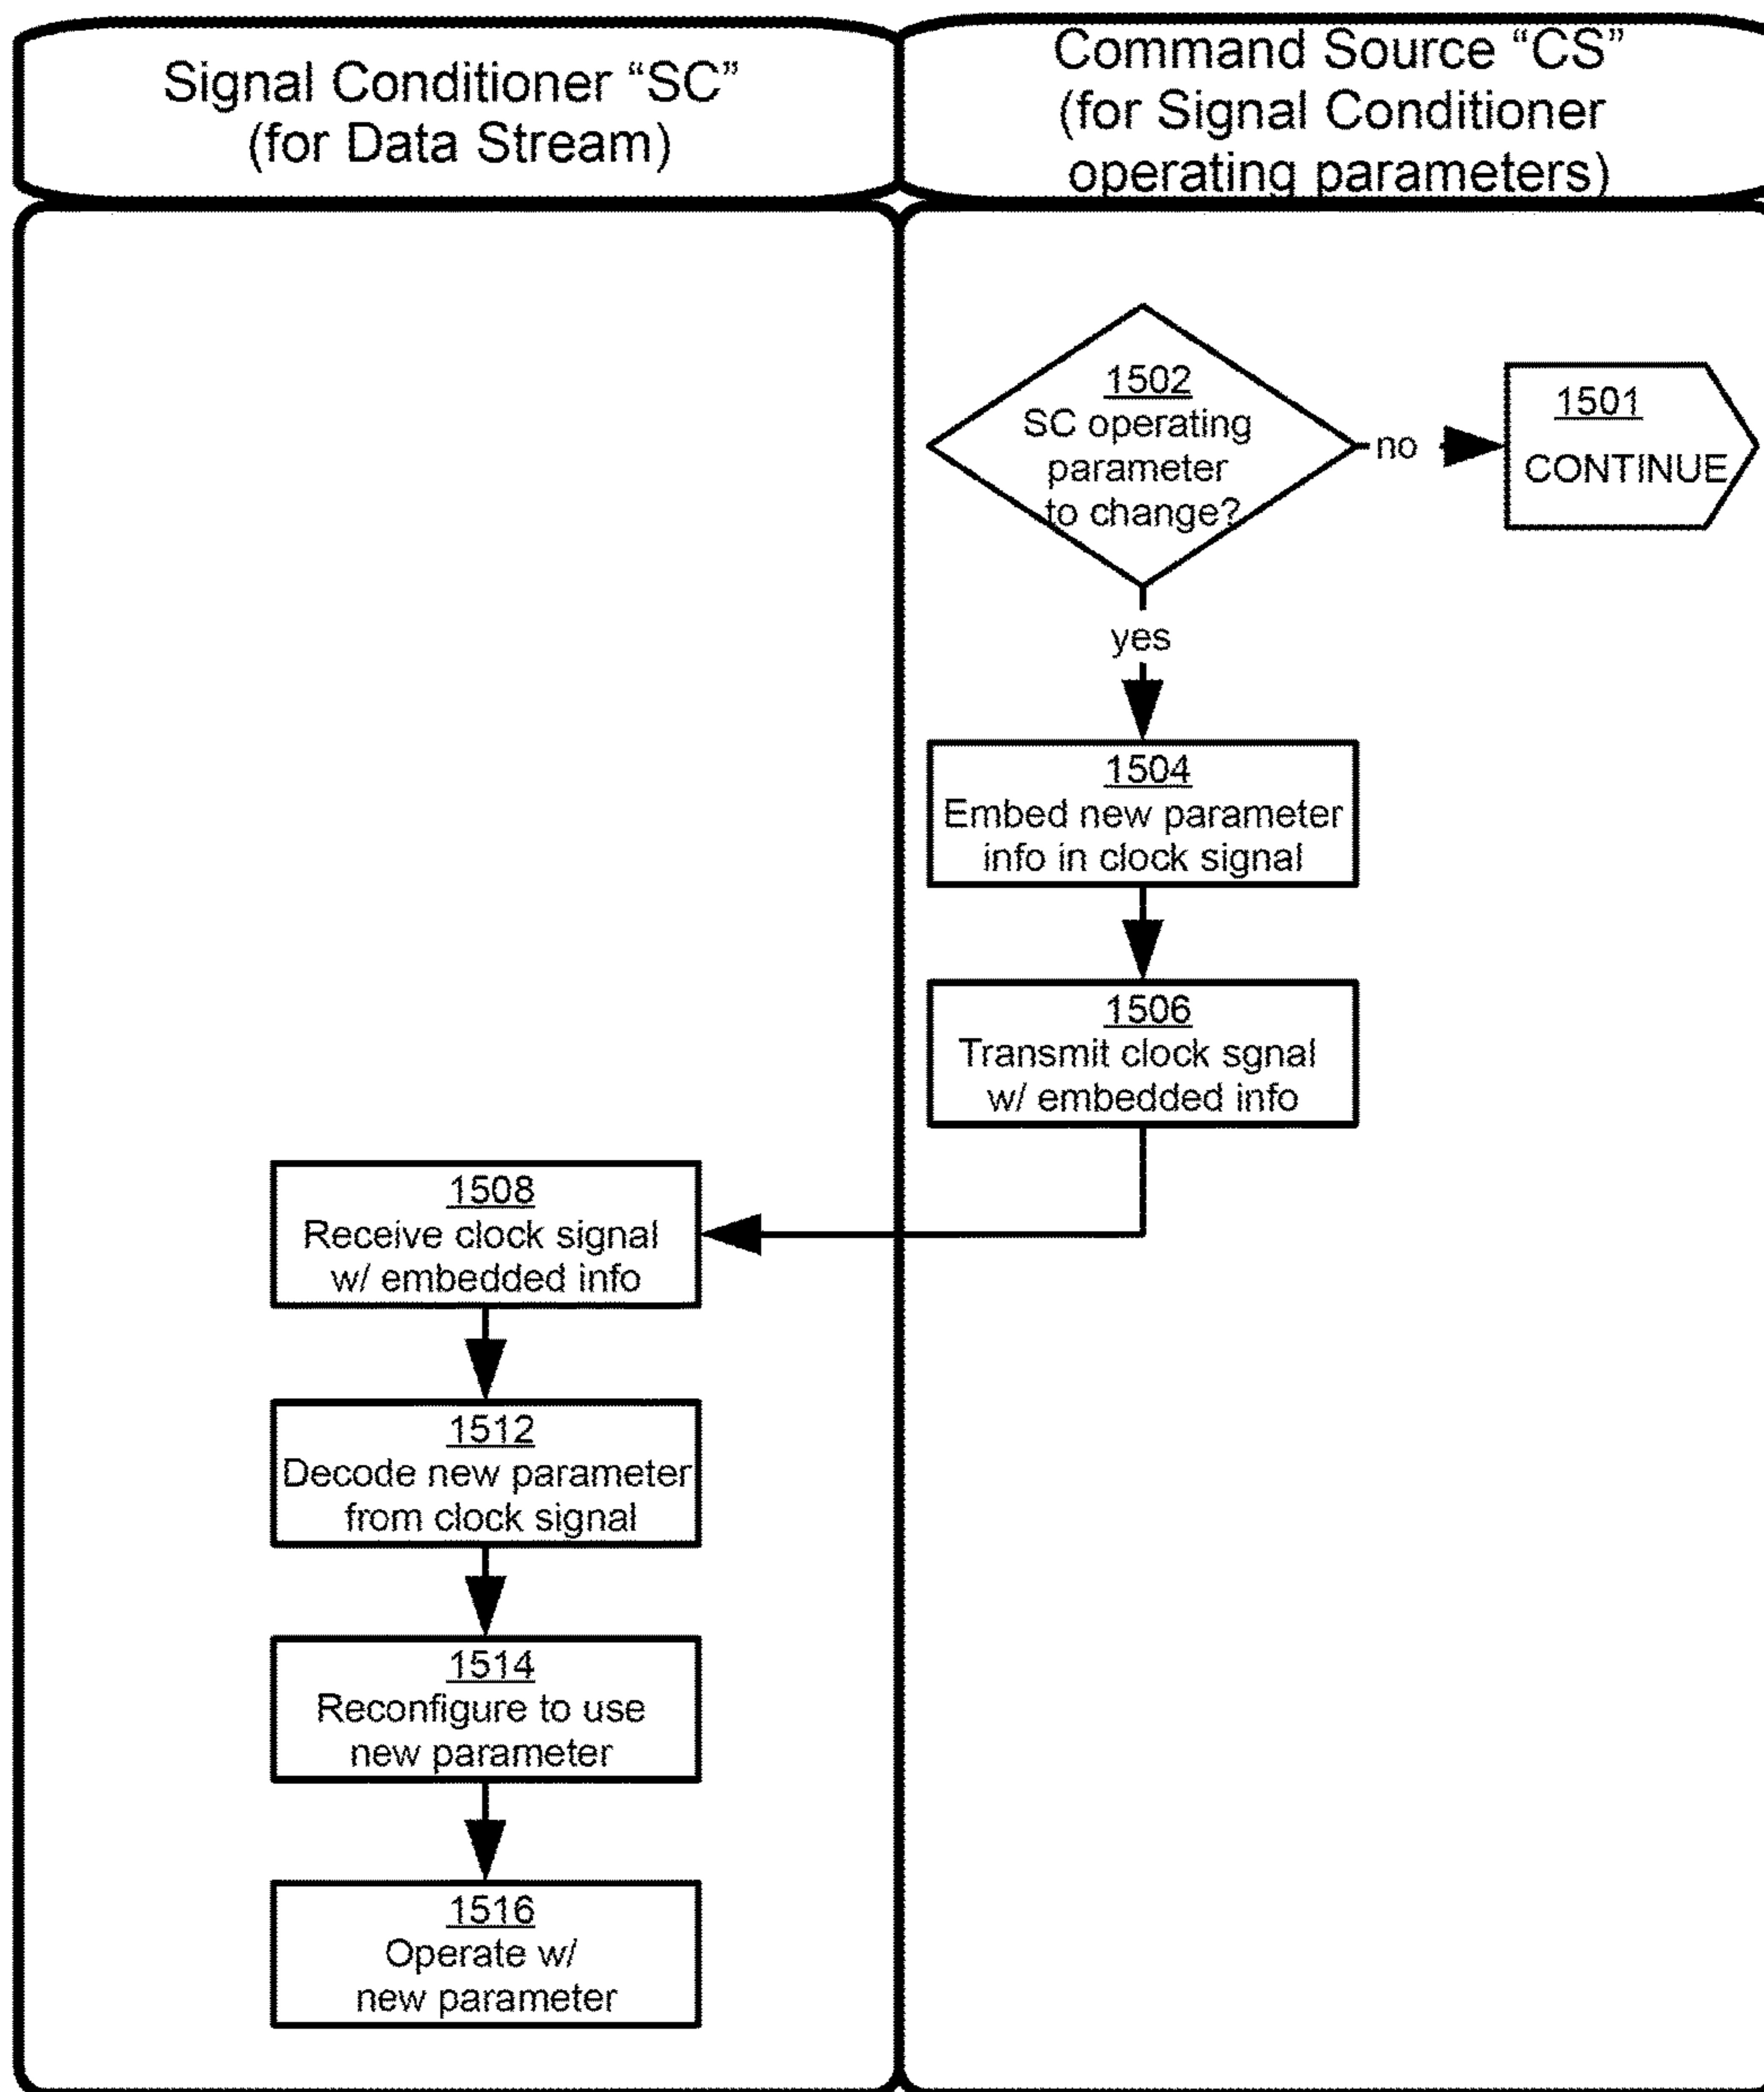 Signal Conditioner “SC”
(for Data Stream)
Command Source “CS”
(for Signal Conditioner
operating parameters)
1502
SC operating
parameter
to change?
no
1501
CONTINUE
yes
1504
Embed new parameter
info in clock signal
1506
Transmit clock sgnal
w/ embedded info
1508
Receive clock signal
w/ embedded info
1512
Decode new parameter
from clock signal
1514
Reconfigure to use
new parameter
1516
Operate w/
new parameter